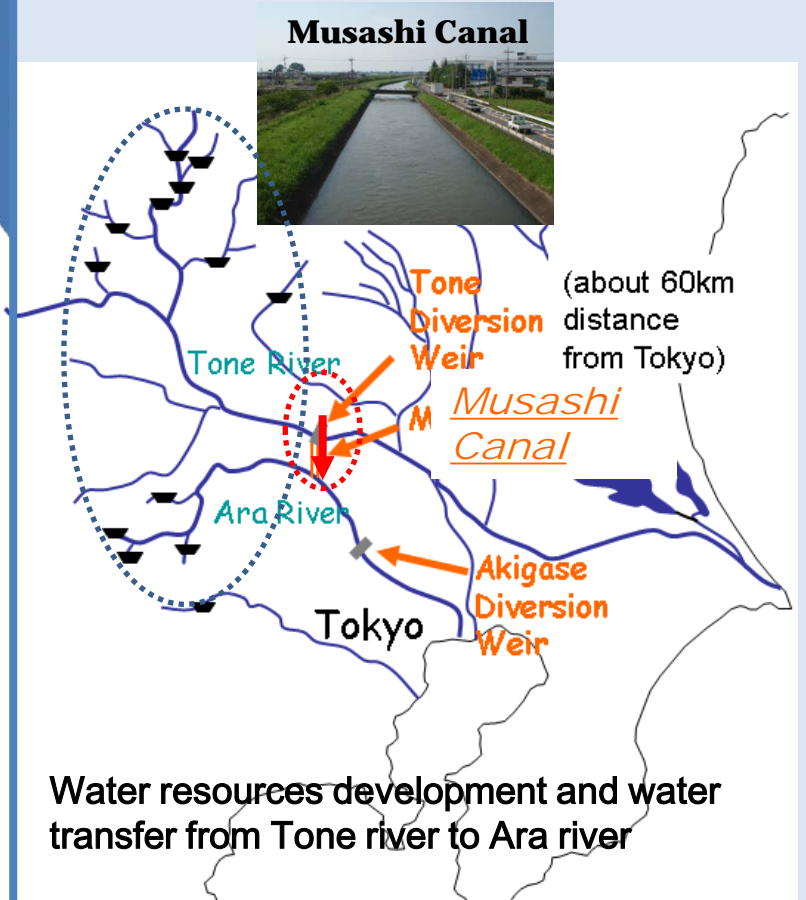 Musashi Canal
Tone
Diversion
Weir
(about 60km
distance
from Tokyo)
Tone River
M
Musashi
Canal
Ara River
Akigase
Diversion
Weir
Tokyo
Water resources development and water
transfer from Tone river to Ara river